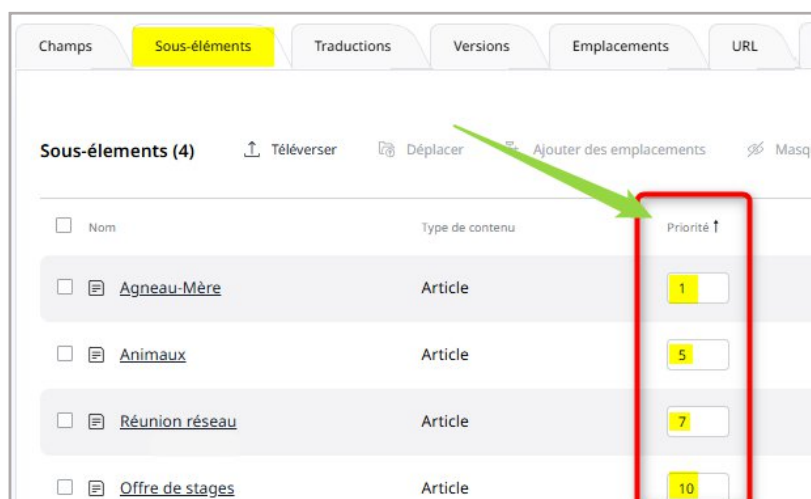 Champs Sous-éléments Traductions Versions Emplacements URL
Sous-élements (4) Téléverser Déplacer Ajouter des emplacements
Nom Type de contenu Priorité ↑
Agneau-Mère Article 1
Animaux Article 5
Réunion réseau Article 7
Offre de stages Article 10